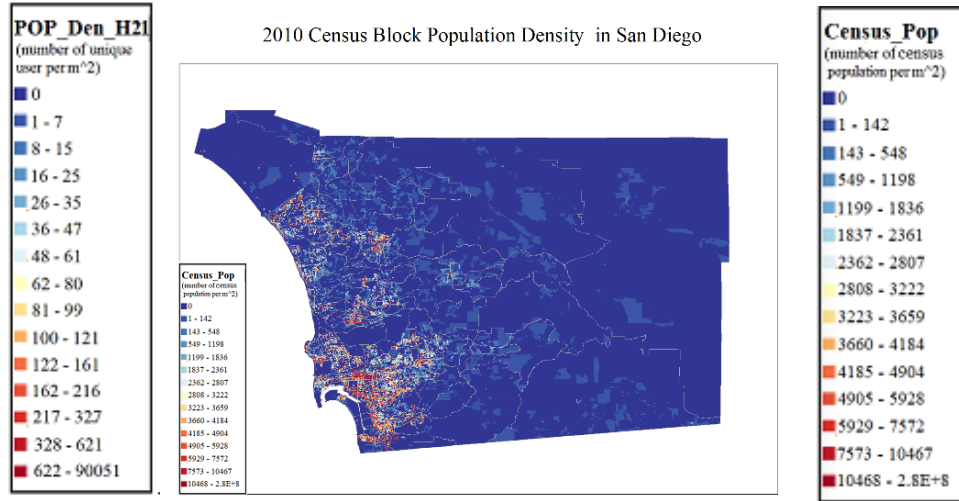 POP_Den_H21
(number of unique
user per m^2)
0
1 - 7
8 - 15
16 - 25
26 - 35
36 - 47
48 - 61
62 - 80
81 - 99
100 - 121
122 - 161
162 - 216
217 - 327
328 - 621
622 - 90051
2010 Census Block Population Density in San Diego
Census_Pop
(number of census
population per m^2)
0
1 - 142
143 - 548
549 - 1198
1199 - 1836
1837 - 2361
2362 - 2807
2808 - 3222
3223 - 3659
3660 - 4184
4185 - 4904
4905 - 5928
5929 - 7572
7573 - 10467
10468 - 2.8E+8
Census_Pop
(number of census
population per m^2)
0
1 - 142
143 - 548
549 - 1198
1199 - 1836
1837 - 2361
2362 - 2807
2808 - 3222
3223 - 3659
3660 - 4184
4185 - 4904
4905 - 5928
5929 - 7572
7573 - 10467
10468 - 2.8E+8